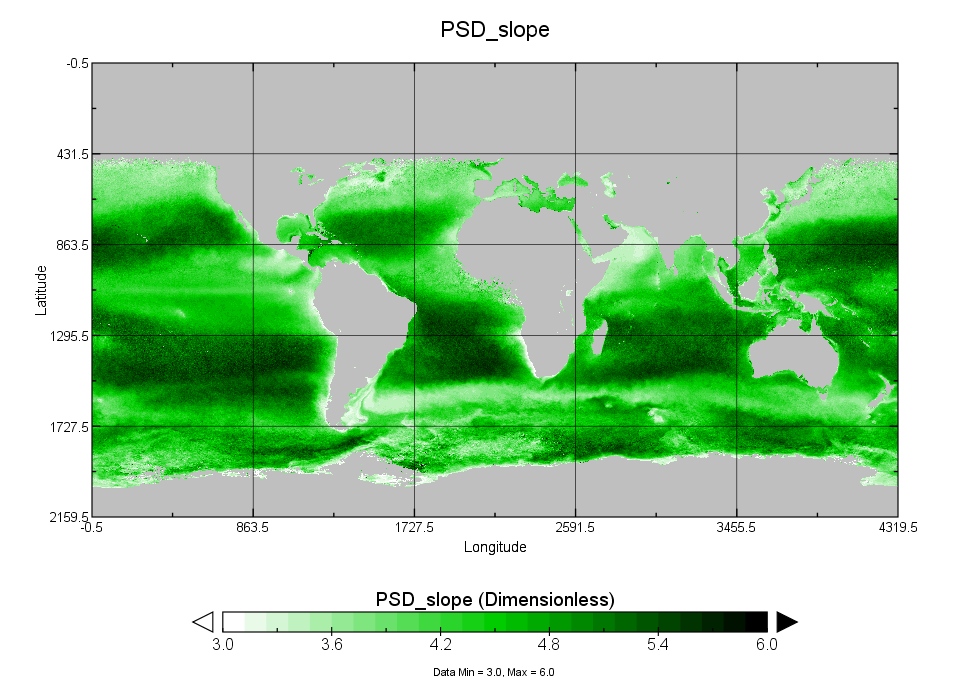 PSD_slope
-0.5
431.5
863.5
1295.5
1727.5
2159.5
Latitude
-0.5 863.5 1727.5 2591.5 3455.5 4319.5
Longitude
PSD_slope (Dimensionless)
3.0 3.6 4.2 4.8 5.4 6.0
Data Min = 3.0, Max = 6.0